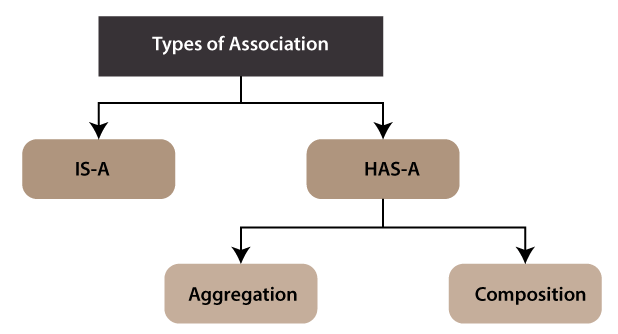 Types of Association
IS-A
HAS-A
Aggregation
Composition